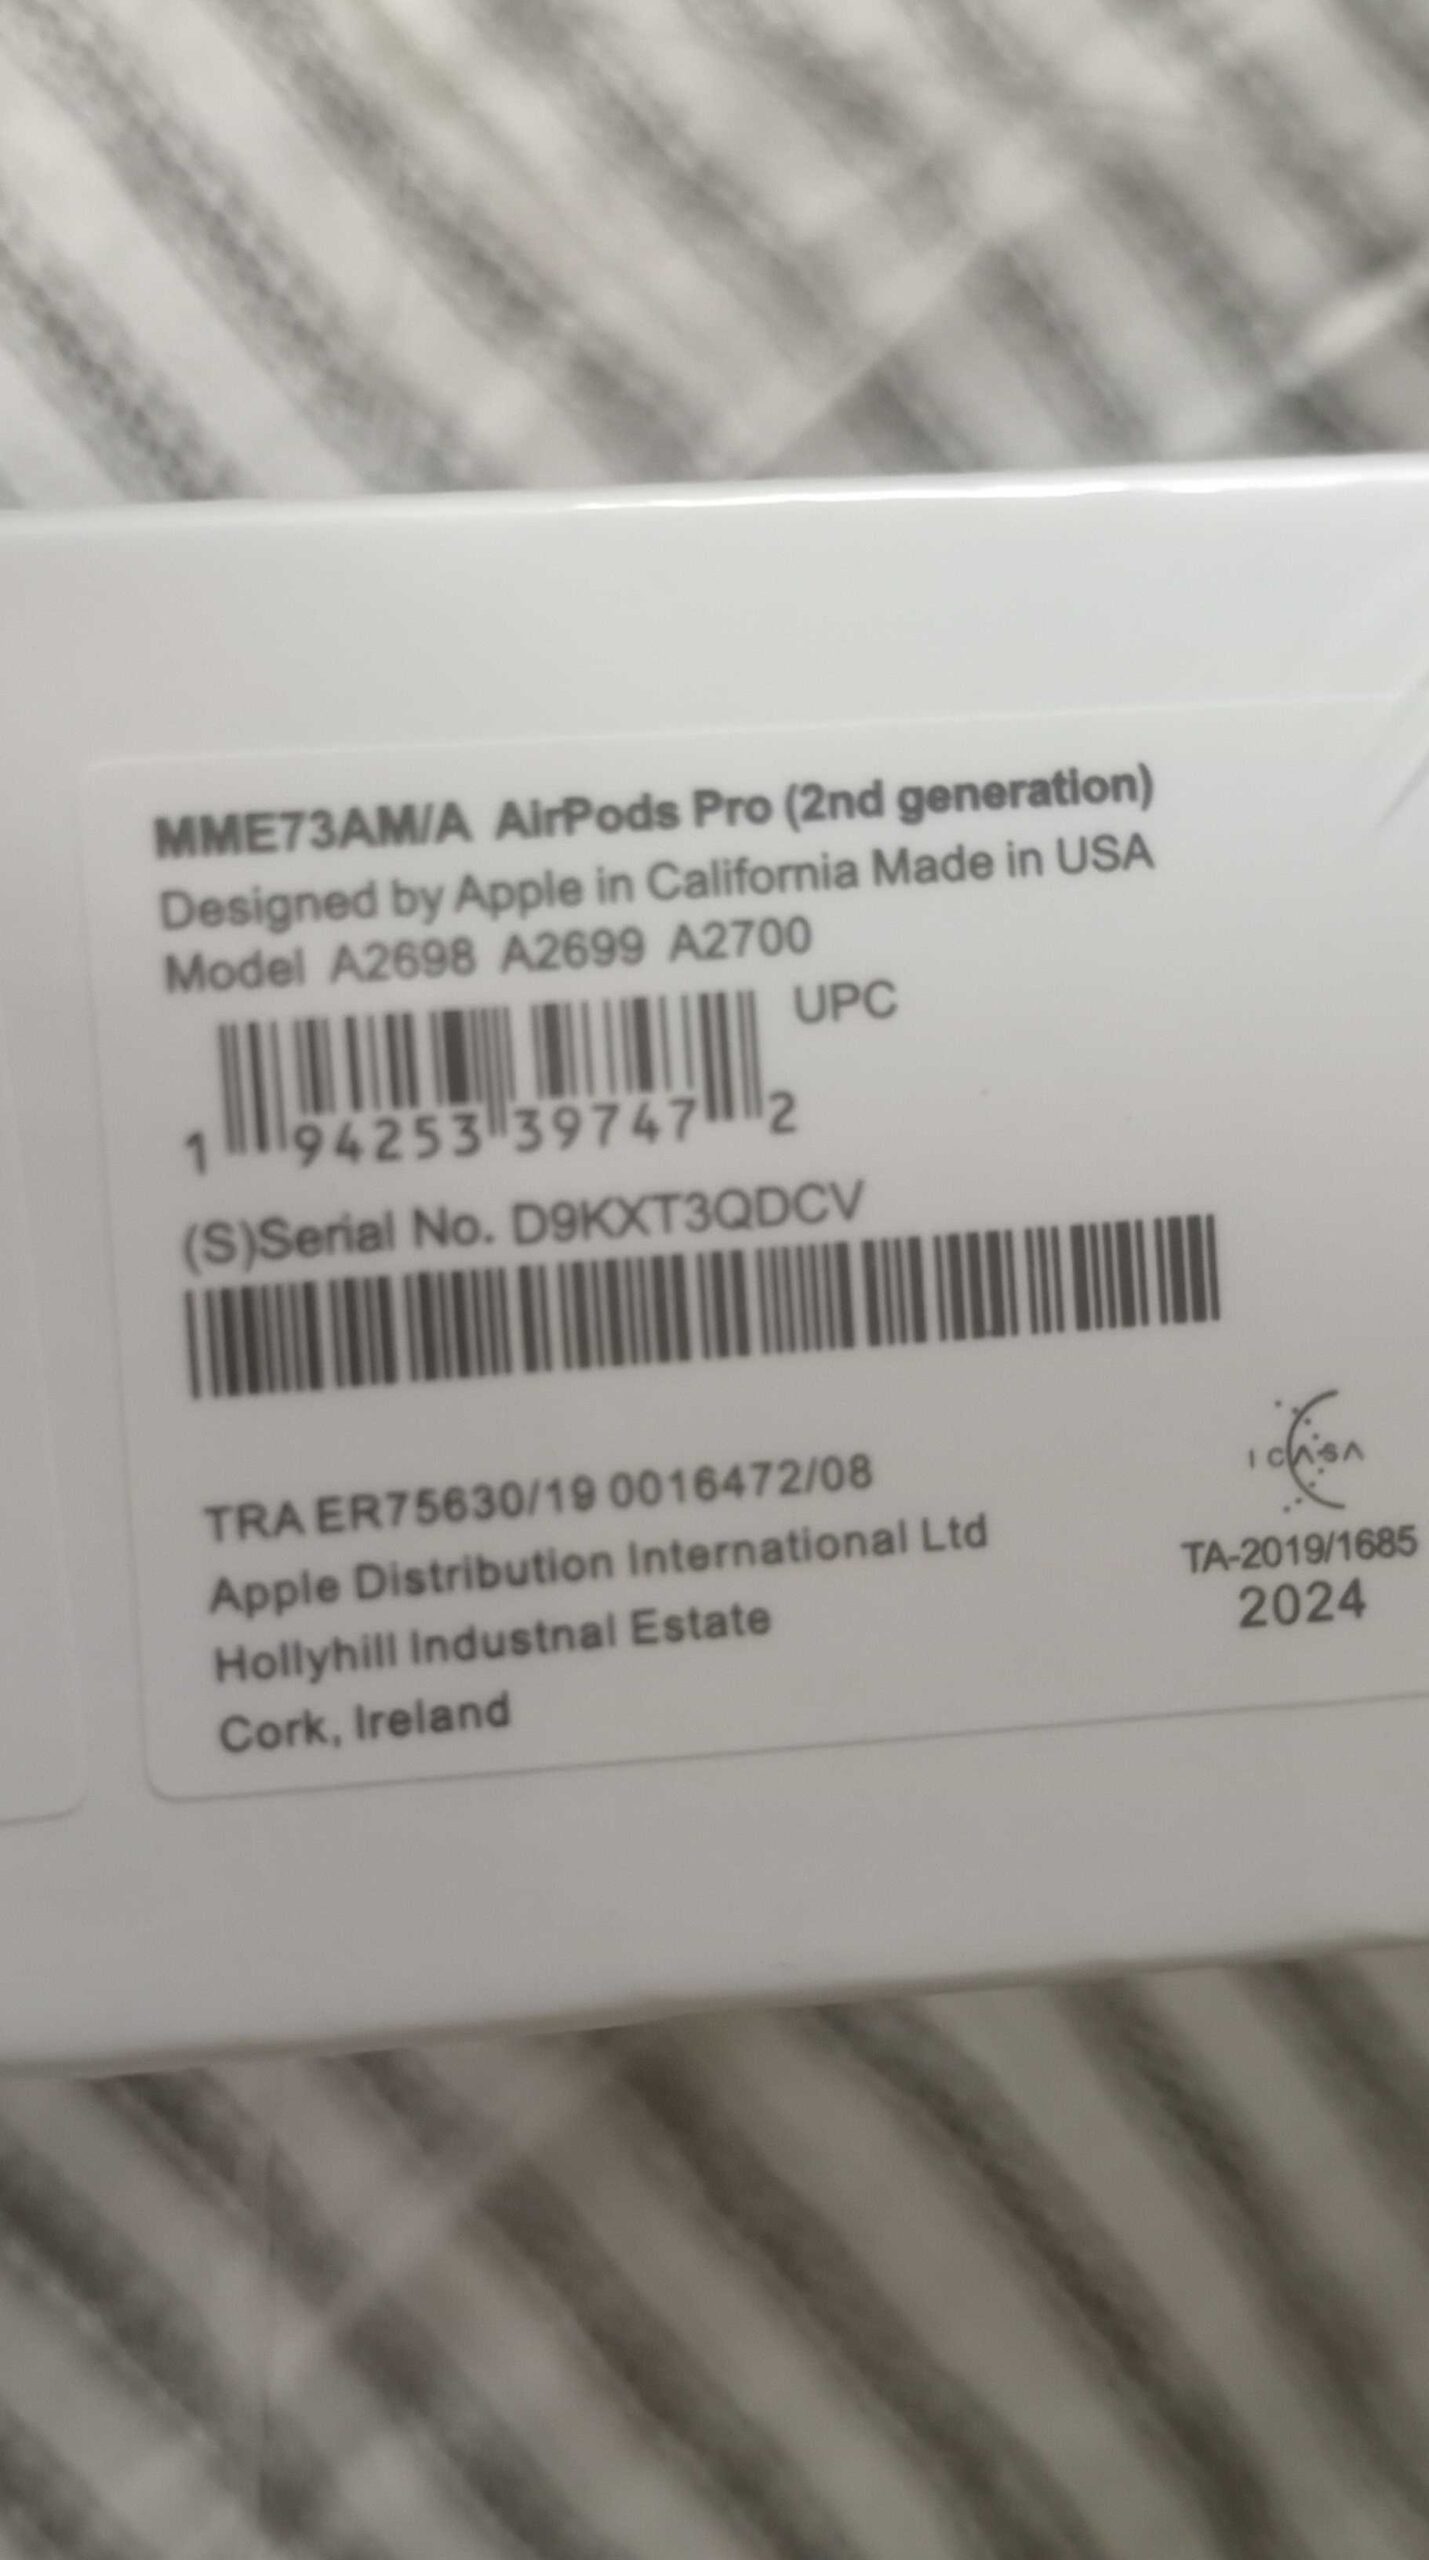 MME73AM/A AirPods Pro (2nd generation)
Designed by Apple in California Made in USA
Model A2698 A2699 A2700
UPC
1 94253 39747 2
(S)Serial No. D9KXT3QDCV
TRA ER75630/19 0016472/08
Apple Distribution International Ltd
Hollyhill Industnal Estate
Cork, Ireland
ICASA
TA-2019/1685
2024